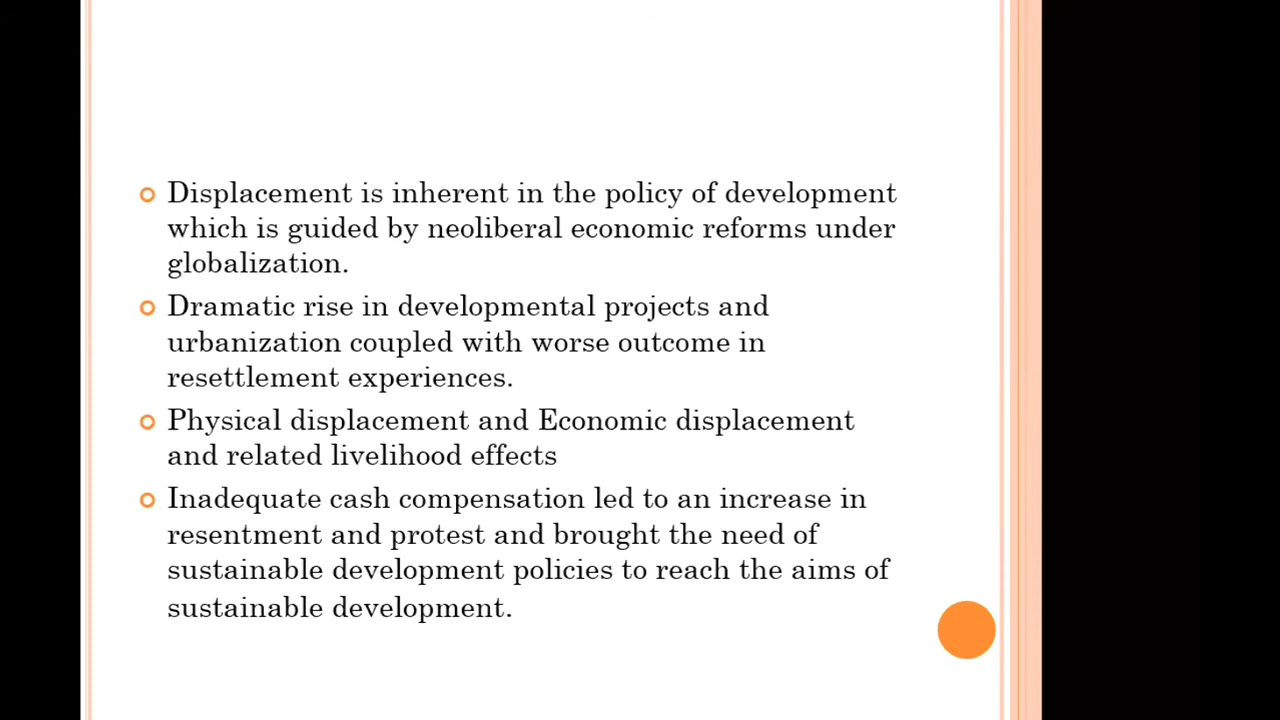 Displacement is inherent in the policy of development
which is guided by neoliberal economic reforms under
globalization.
Dramatic rise in developmental projects and
urbanization coupled with worse outcome in
resettlement experiences.
Physical displacement and Economic displacement
and related livelihood effects
Inadequate cash compensation led to an increase in
resentment and protest and brought the need of
sustainable development policies to reach the aims of
sustainable development.